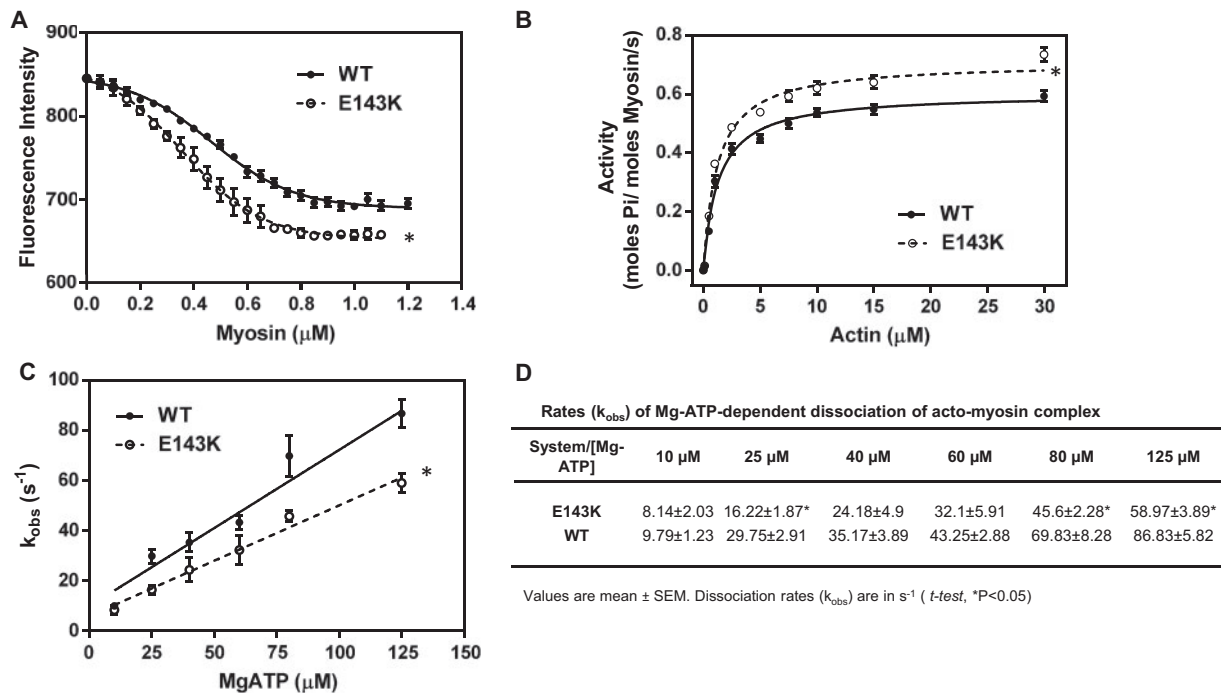 A
Fluorescence Intensity
900
800
700
600
WT
E143K
*
0.0 0.2 0.4 0.6 0.8 1.0 1.2 1.4
Myosin (μM)
B
Activity
(moles Pi/ moles Myosin/s)
0.8
0.6
0.4
0.2
0.0
*
WT
E143K
0 5 10 15 20 25 30
Actin (μM)
C
kobs (s-1)
100
80
60
40
20
0
WT
E143K
*
0 25 50 75 100 125 150
MgATP (μM)
D
Rates (kobs) of Mg-ATP-dependent dissociation of acto-myosin complex
System/[Mg-
ATP] 10 μM 25 μM 40 μM 60 μM 80 μM 125 μM
E143K 8.14±2.03 16.22±1.87* 24.18±4.9 32.1±5.91 45.6±2.28* 58.97±3.89*
WT 9.79±1.23 29.75±2.91 35.17±3.89 43.25±2.88 69.83±8.28 86.83±5.82
Values are mean ± SEM. Dissociation rates (kobs) are in s-1 ( t-test, *P<0.05)